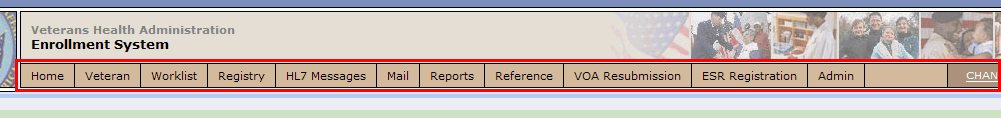 Veterans Health Administration
Enrollment System
Home Veteran Worklist Registry HL7 Messages Mail Reports Reference VOA Resubmission ESR Registration Admin CHAN